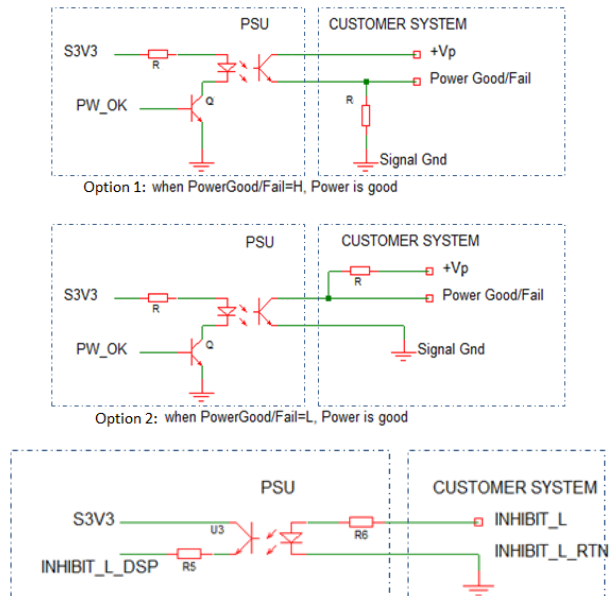 PSU CUSTOMER SYSTEM
S3V3 R +Vp
Power Good/Fail
PW_OK Q R
Signal Gnd
Option 1: when PowerGood/Fail=H, Power is good
PSU CUSTOMER SYSTEM
+Vp
S3V3 R R Power Good/Fail
PW_OK Q Signal Gnd
Option 2: when PowerGood/Fail=L, Power is good
PSU CUSTOMER SYSTEM
S3V3 U3 R6 INHIBIT_L
INHIBIT_L_DSP R5 INHIBIT_L_RTN